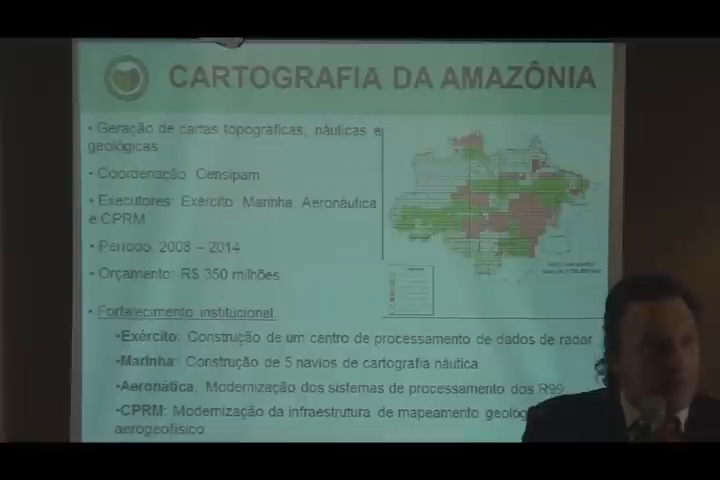 CARTOGRAFIA DA AMAZÔNIA
• Geração de cartas topográficas, náuticas e
geológicas
• Coordenação: Censipam
• Executores: Exército, Marinha, Aeronáutica
e CPRM
• Período: 2008 – 2014
• Orçamento: R$ 350 milhões
• Fortalecimento institucional:
•Exército: Construção de um centro de processamento de dados de radar
•Marinha: Construção de 5 navios de cartografia náutica
•Aeronática: Modernização dos sistemas de processamento dos R99
•CPRM: Modernização da infraestrutura de mapeamento
aerogeofísico